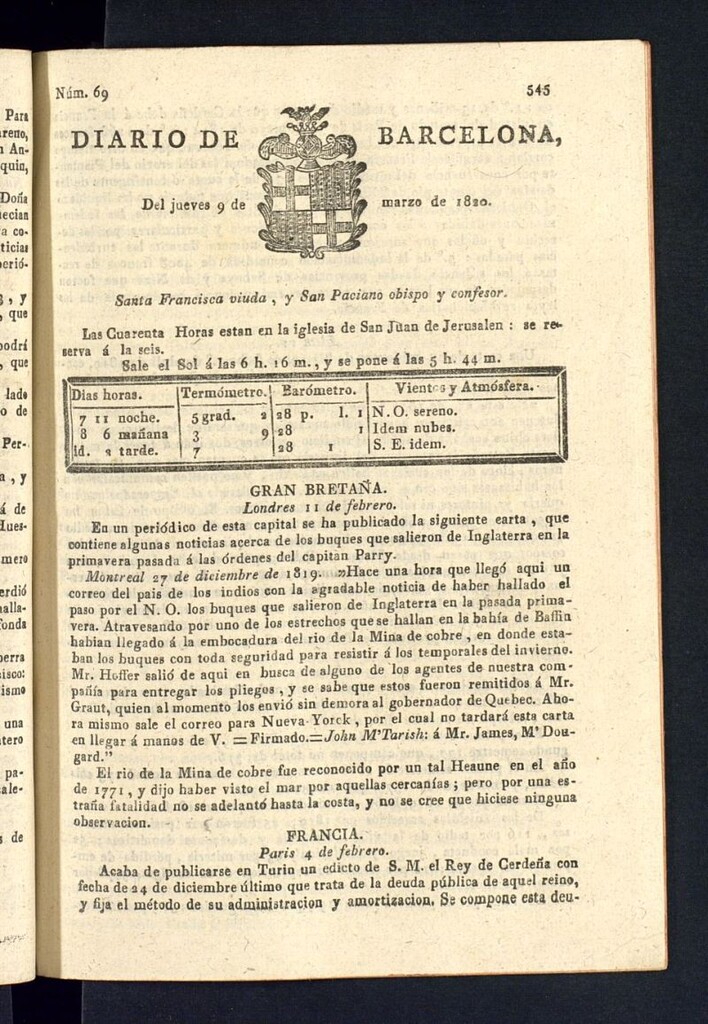 Núm. 69 545
DIARIO DE BARCELONA,
Del jueves 9 de marzo de 1820.
Santa Francisca viuda , y San Paciano obispo y confesor.
Las Cuarenta Horas estan en la iglesia de San Juan de Jerusalen : se re-
serva á la seis.
Sale el Sol á las 6 h. 16 m., y se pone á las 5 h. 44 m.
Dias horas. Termómetro. Barómetro. Vientos y Atmósfera.
7 11 noche. 5 grad. 2 28 p. l. 1 N. O. sereno.
8 6 mañana 3 9 28 1 Idem nubes.
id. 2 tarde. 7 28 1 S. E. idem.
GRAN BRETAÑA.
Londres 11 de febrero.
En un periódico de esta capital se ha publicado la siguiente carta , que
contiene algunas noticias acerca de los buques que salieron de Inglaterra en la
primavera pasada á las órdenes del capitan Parry.
Montreal 27 de diciembre de 1819. "Hace una hora que llegó aqui un
correo del pais de los indios con la agradable noticia de haber hallado el
paso por el N. O. los buques que salieron de Inglaterra en la pasada prima-
vera. Atravesando por uno de los estrechos que se hallan en la bahía de Baffin
habian llegado á la embocadura del rio de la Mina de cobre , en donde esta-
ban los buques con toda seguridad para resistir á los temporales del invierno.
Mr. Hoffer salió de aqui en busca de alguno de los agentes de nuestra com-
pañía para entregar los pliegos , y se sabe que estos fueron remitidos á Mr.
Graut, quien al momento los envió sin demora al gobernador de Quebec. Aho-
ra mismo sale el correo para Nueva-Yorck , por el cual no tardará esta carta
en llegar á manos de V. = Firmado.=John M'Tarish: á Mr. James, M'Dou-
gard."
El rio de la Mina de cobre fue reconocido por un tal Heaune en el año
de 1771 , y dijo haber visto el mar por aquellas cercanías ; pero por una es-
traña fatalidad no se adelantó hasta la costa, y no se cree que hiciese ninguna
observacion.
FRANCIA.
Paris 4 de febrero.
Acaba de publicarse en Turin un edicto de S. M. el Rey de Cerdeña con
fecha de 24 de diciembre último que trata de la deuda pública de aquel reino,
y fija el método de su administracion y amortizacion. Se compone esta deu-